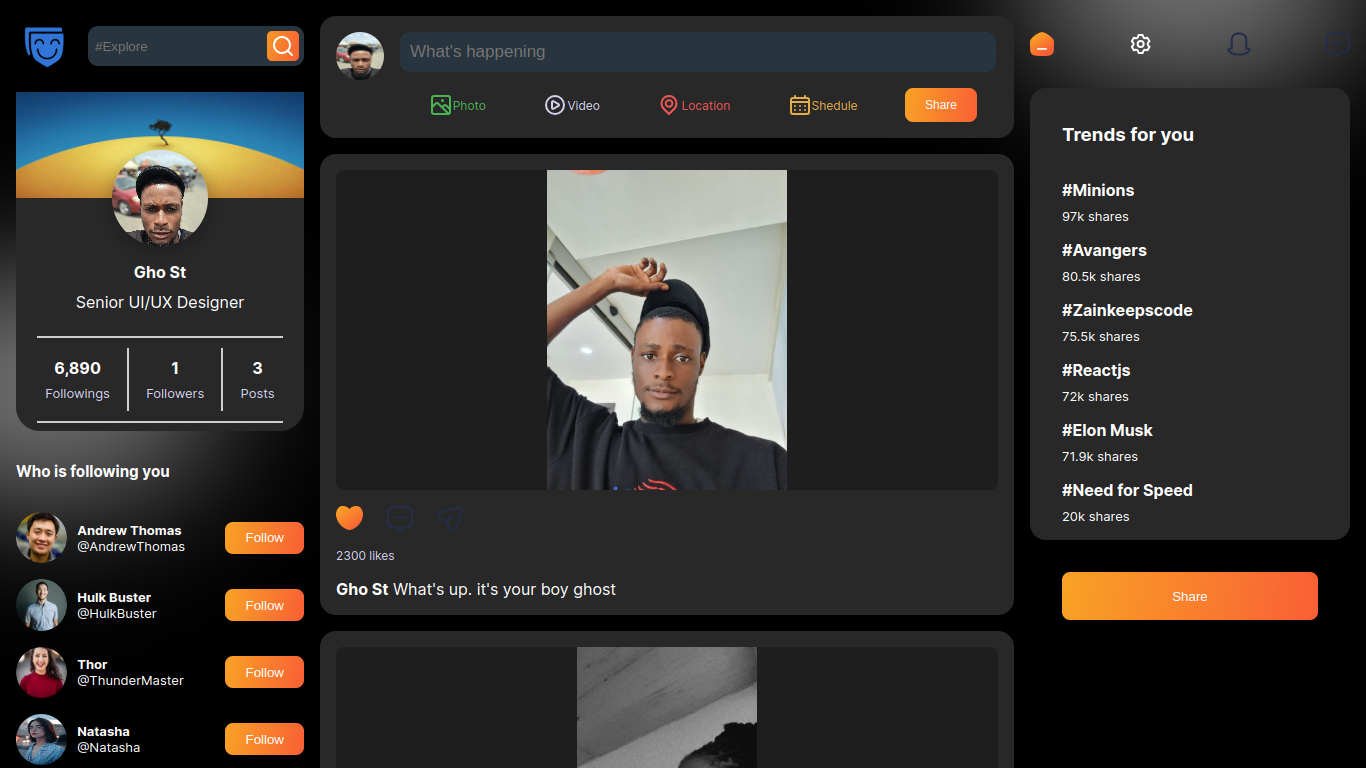 #Explore
Gho St
Senior UI/UX Designer
6,890
Followings
1
Followers
3
Posts
Who is following you
Andrew Thomas
@AndrewThomas
Follow
Hulk Buster
@HulkBuster
Follow
Thor
@ThunderMaster
Follow
Natasha
@Natasha
Follow
What's happening
Photo
Video
Location
Shedule
Share
2300 likes
Gho St What's up. it's your boy ghost
Trends for you
#Minions
97k shares
#Avangers
80.5k shares
#Zainkeepscode
75.5k shares
#Reactjs
72k shares
#Elon Musk
71.9k shares
#Need for Speed
20k shares
Share